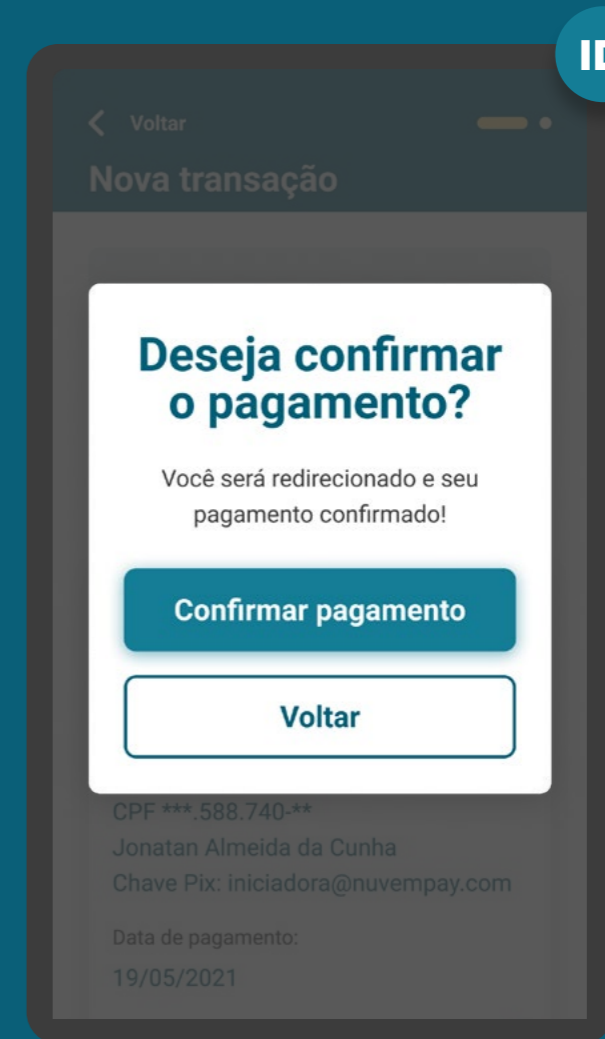 ID
Voltar
Nova transação
Deseja confirmar
o pagamento?
Você será redirecionado e seu
pagamento confirmado!
Confirmar pagamento
Voltar
CPF ***.588.740-**
Jonatan Almeida da Cunha
Chave Pix: iniciadora@nuvempay.com
Data de pagamento:
19/05/2021